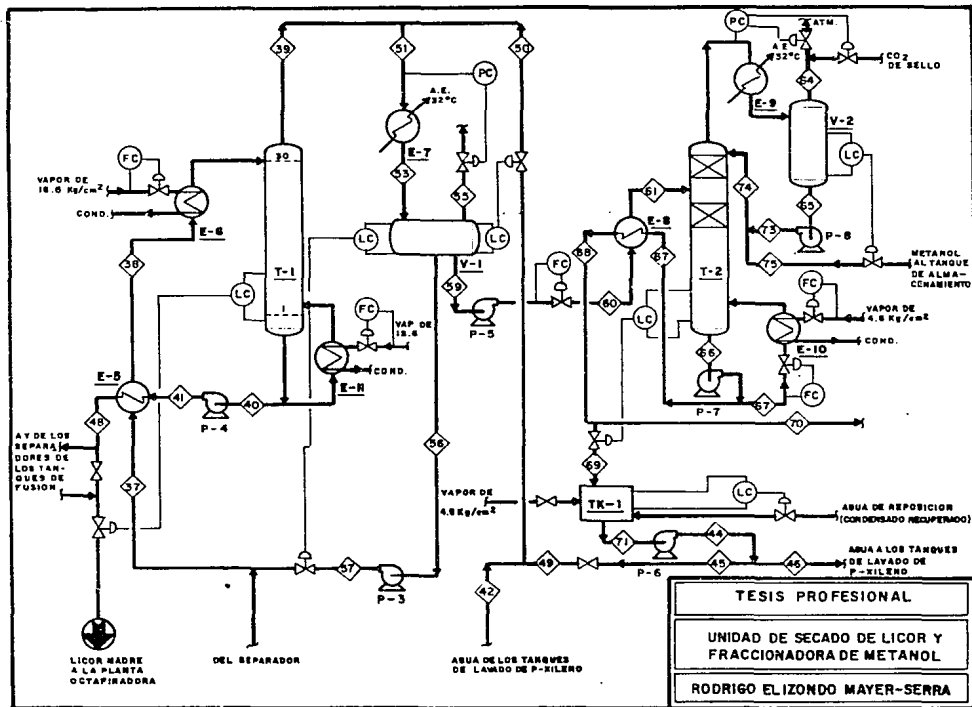 39
51
50
PC
ATM.
A.E.
32°C
CO2
DE SELLO
64
E-9
V-2
LC
PC
A.E.
32°C
E-7
FC
VAPOR DE
18.6 Kg/cm²
COND.
E-6
30
53
55
74
61
E-8
65
73
P-8
75
METANOL
AL TANQUE
DE ALMA-
CENAMIENTO
38
T-1
LC
LC
LC
V-1
59
68
67
T-2
FC
60
P-5
LC
FC
VAPOR DE
4.6 Kg/cm²
COND.
E-10
1
FC
VAP DE
COND.
E-11
66
P-7
67
FC
E-5
41
P-4
40
48
70
AY DE LOS
SEPARA-
DORES DE
LOS TAN-
QUES DE
FUSION
37
56
69
VAPOR DE
4.6 Kg/cm²
TK-1
LC
AGUA DE REPOSICION
(CONDENSADO RECUPERADO)
71
44
57
P-3
49
P-6
45
46
AGUA A LOS TANQUES
DE LAVADO DE
P-XILENO
42
LICOR MADRE
A LA PLANTA
OCTAFINADORA
DEL SEPARADOR
AGUA DE LOS TANQUES
DE LAVADO DE P-XILENO
TESIS PROFESIONAL
UNIDAD DE SECADO DE LICOR Y
FRACCIONADORA DE METANOL
RODRIGO ELIZONDO MAYER-SERRA